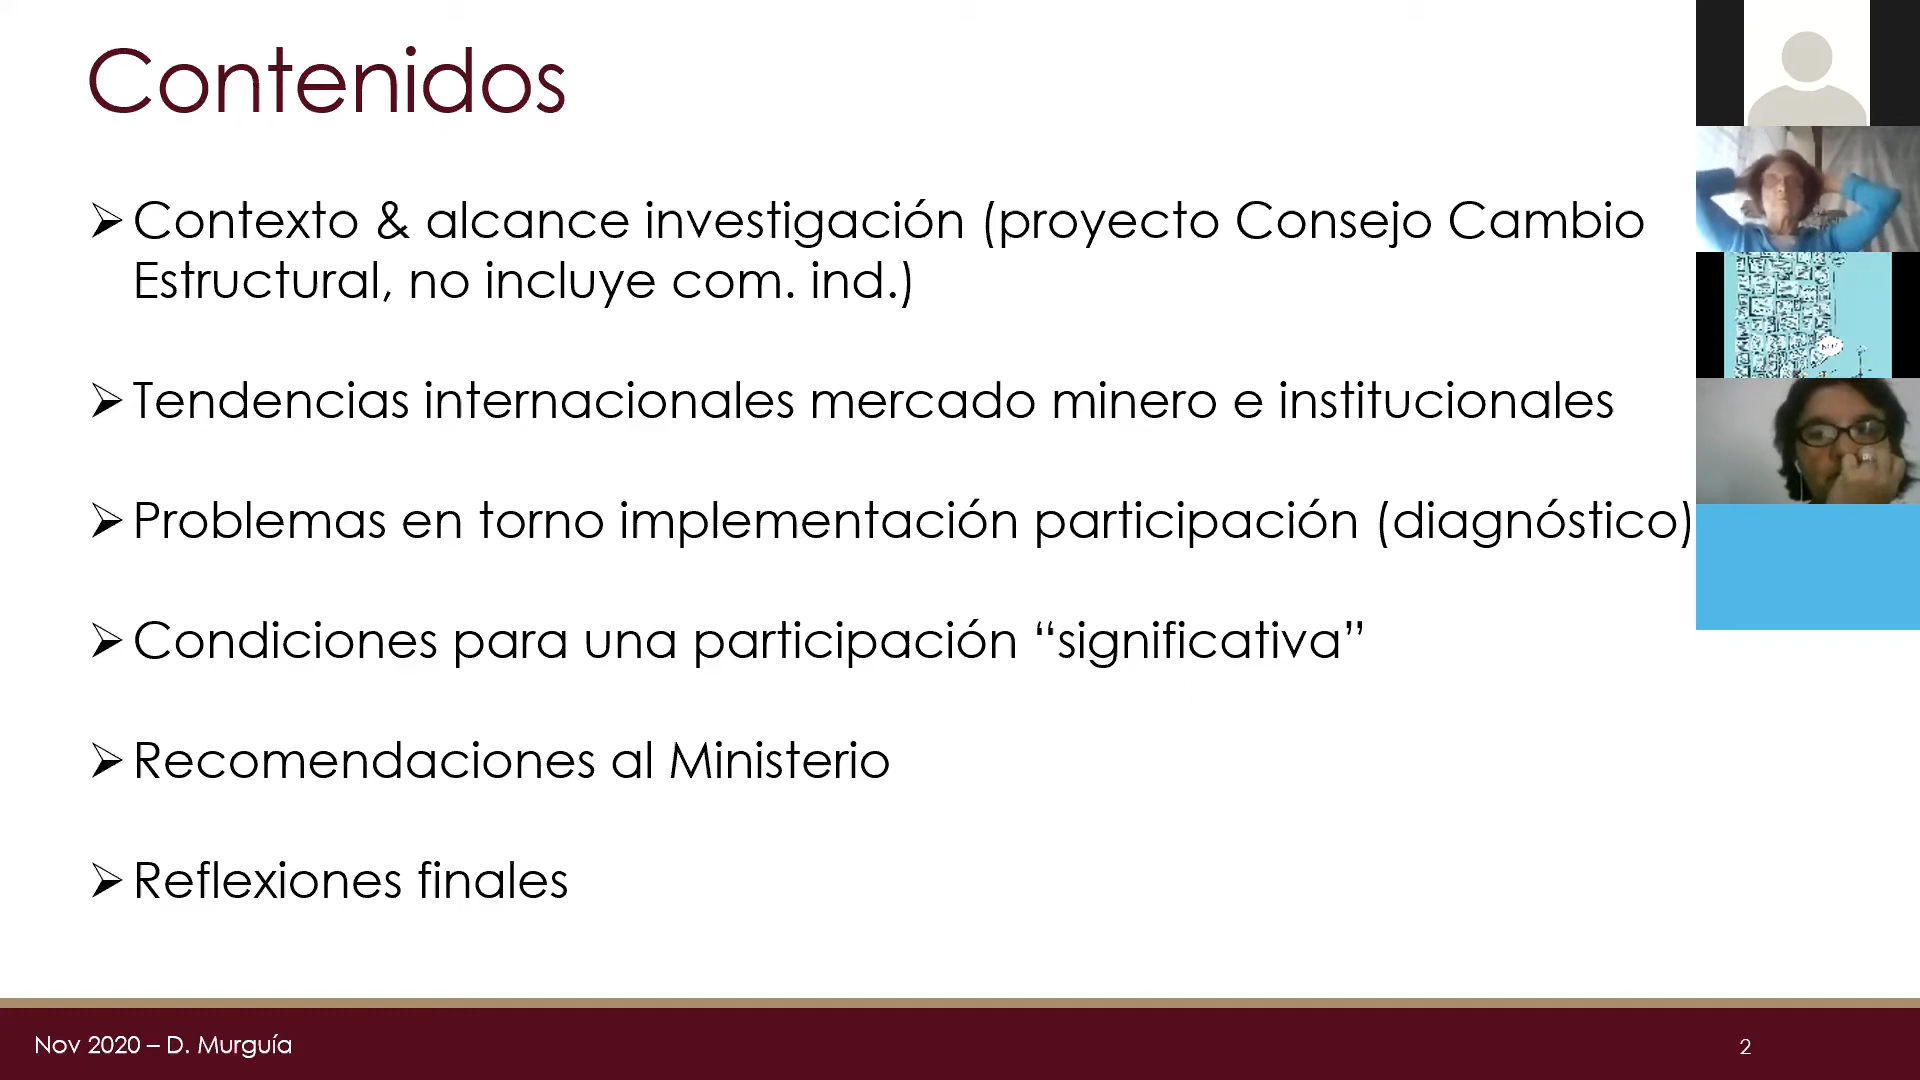 Contenidos
➢ Contexto & alcance investigación (proyecto Consejo Cambio
Estructural, no incluye com. ind.)
➢ Tendencias internacionales mercado minero e institucionales
➢ Problemas en torno implementación participación (diagnóstico)
➢ Condiciones para una participación “significativa”
➢ Recomendaciones al Ministerio
➢ Reflexiones finales
Nov 2020 – D. Murguía
2